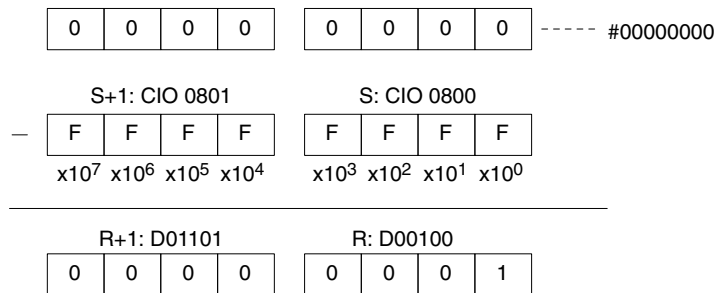 0 0 0 0 0 0 0 0 ----- #00000000
S+1: CIO 0801 S: CIO 0800
– F F F F F F F F
x10⁷ x10⁶ x10⁵ x10⁴ x10³ x10² x10¹ x10⁰
R+1: D01101 R: D00100
0 0 0 0 0 0 0 1